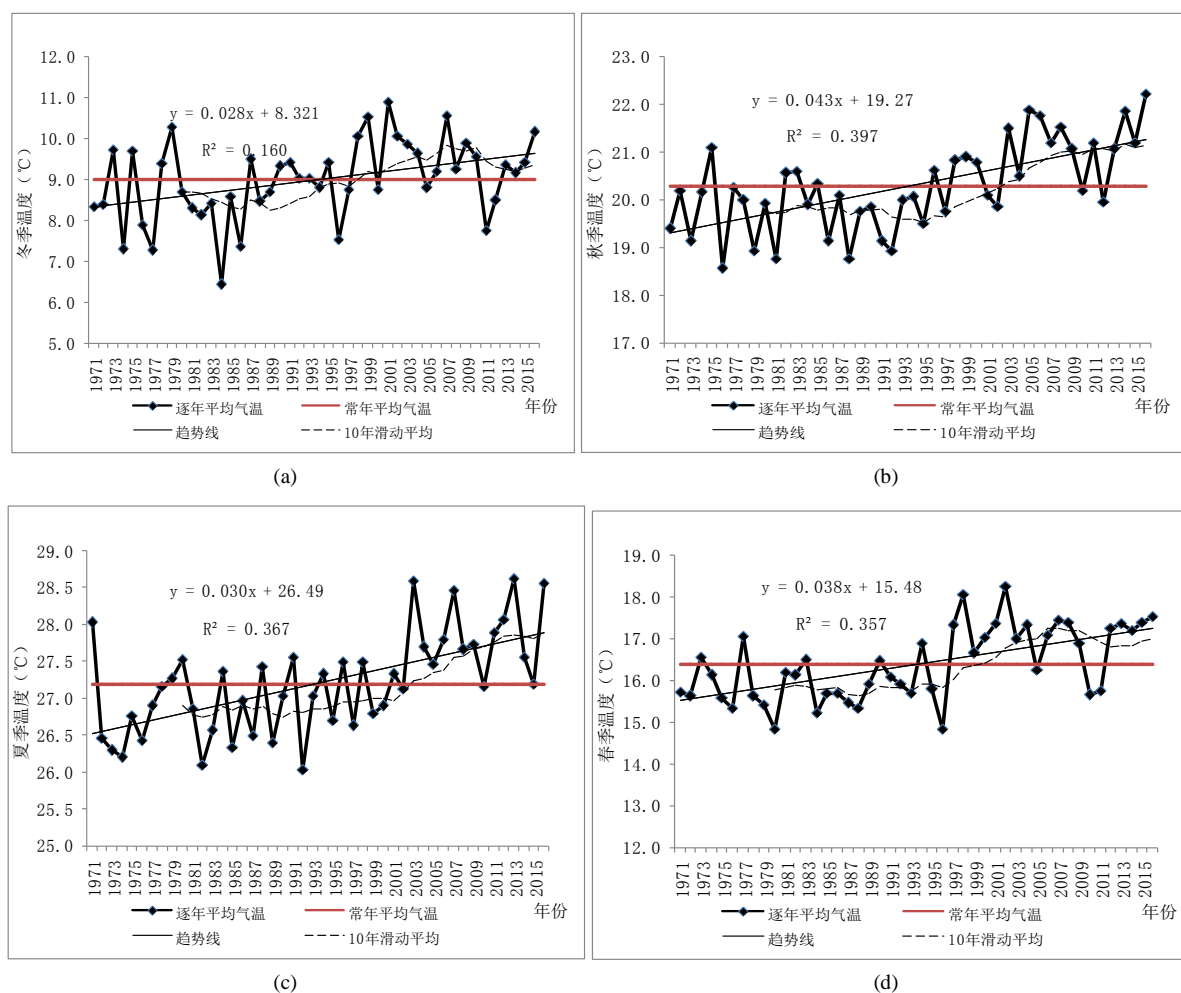 12.0
11.0
10.0
9.0
8.0
7.0
6.0
5.0
冬季温度（℃）
y = 0.028x + 8.321
R² = 0.160
1971 1973 1975 1977 1979 1981 1983 1985 1987 1989 1991 1993 1995 1997 1999 2001 2003 2005 2007 2009 2011 2013 2015
逐年平均气温 常年平均气温 年份
趋势线 10年滑动平均
(a)
23.0
22.0
21.0
20.0
19.0
18.0
17.0
秋季温度（℃）
y = 0.043x + 19.27
R² = 0.397
1971 1973 1975 1977 1979 1981 1983 1985 1987 1989 1991 1993 1995 1997 1999 2001 2003 2005 2007 2009 2011 2013 2015
逐年平均气温 常年平均气温 年份
趋势线 10年滑动平均
(b)
29.0
28.5
28.0
27.5
27.0
26.5
26.0
25.5
25.0
夏季温度（℃）
y = 0.030x + 26.49
R² = 0.367
1971 1973 1975 1977 1979 1981 1983 1985 1987 1989 1991 1993 1995 1997 1999 2001 2003 2005 2007 2009 2011 2013 2015
逐年平均气温 常年平均气温 年份
趋势线 10年滑动平均
(c)
19.0
18.0
17.0
16.0
15.0
14.0
13.0
12.0
春季温度（℃）
y = 0.038x + 15.48
R² = 0.357
1971 1973 1975 1977 1979 1981 1983 1985 1987 1989 1991 1993 1995 1997 1999 2001 2003 2005 2007 2009 2011 2013 2015
逐年平均气温 常年平均气温 年份
趋势线 10年滑动平均
(d)